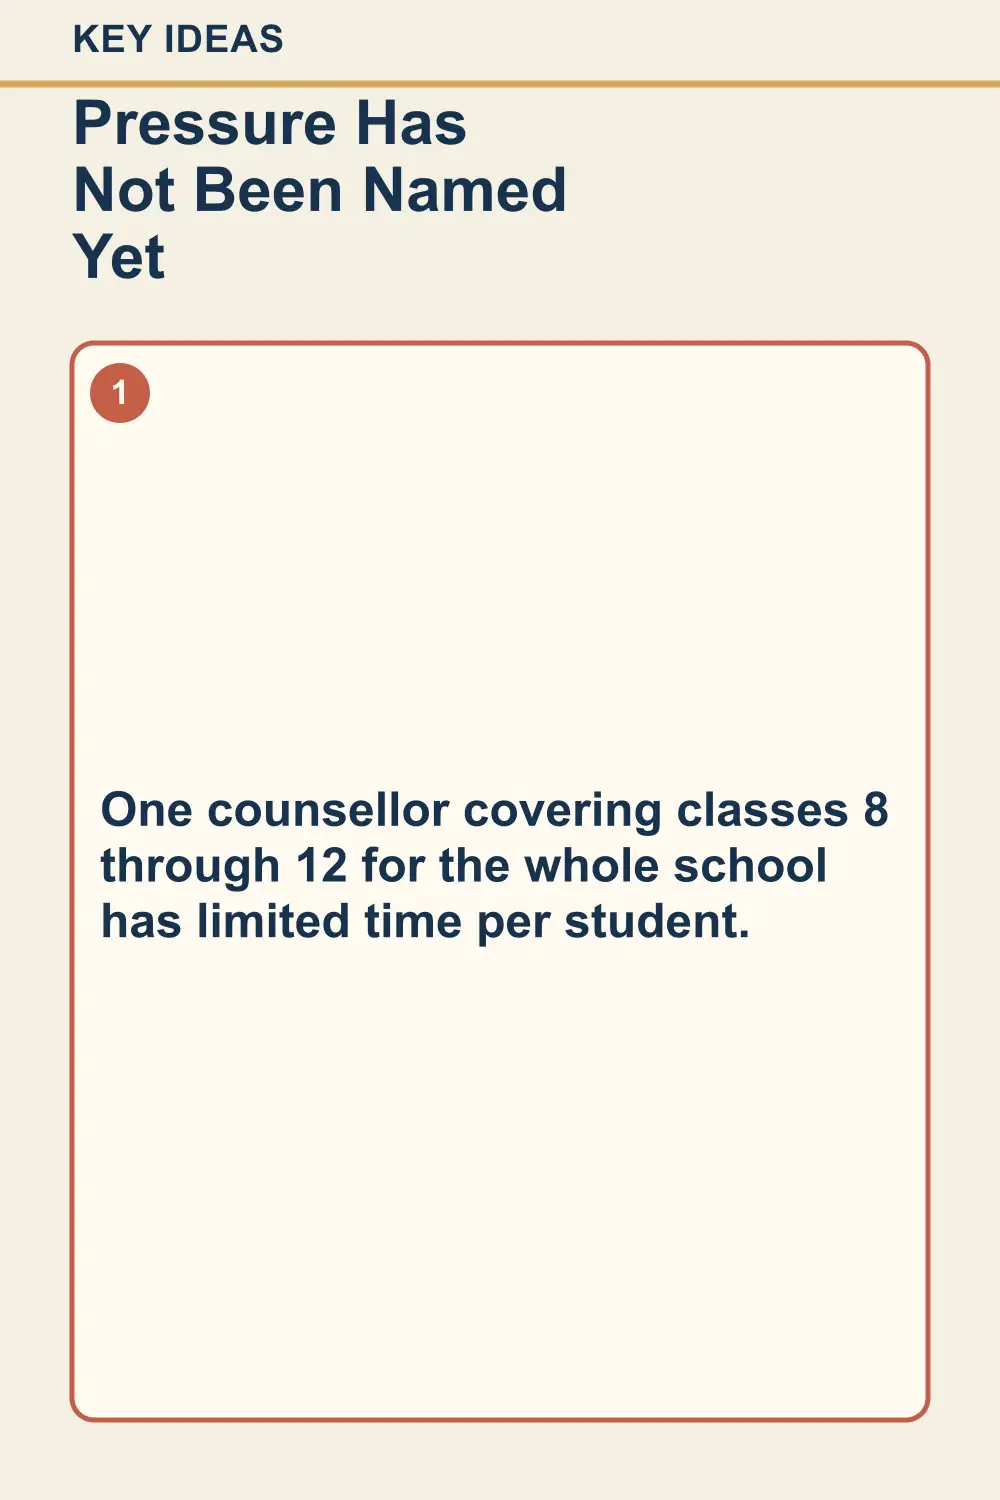 KEY IDEAS
Pressure Has
Not Been Named
Yet
1
One counsellor covering classes 8
through 12 for the whole school
has limited time per student.